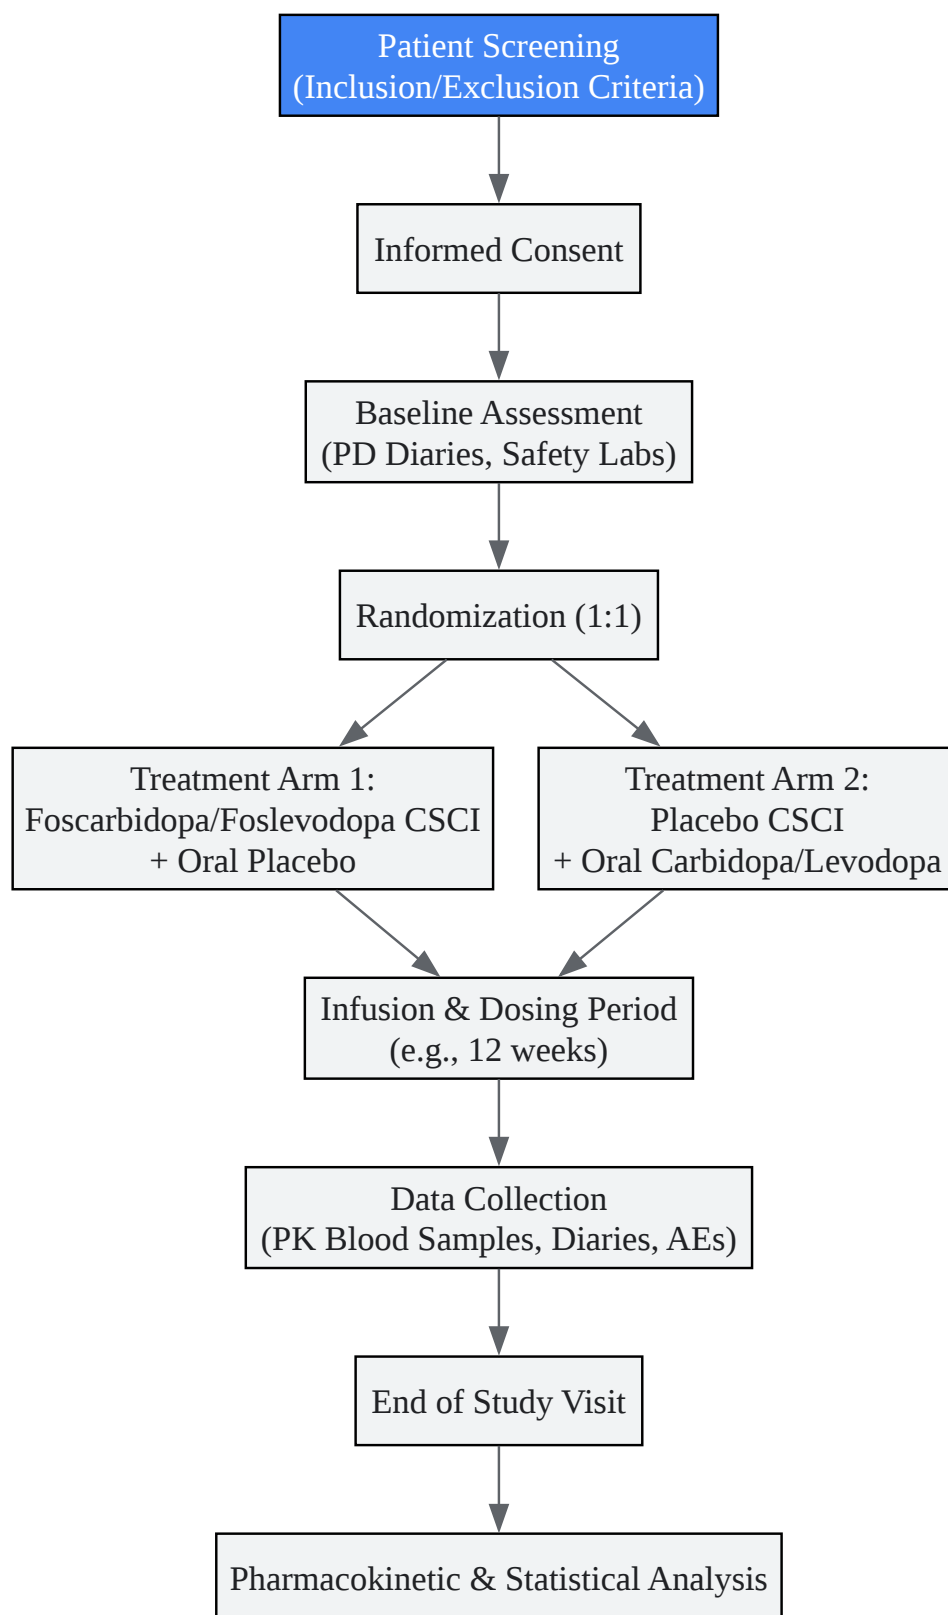 Patient Screening
(Inclusion/Exclusion Criteria)
Informed Consent
Baseline Assessment
(PD Diaries, Safety Labs)
Randomization (1:1)
Treatment Arm 1:
Foscarbidopa/Foslevodopa CSCI
+ Oral Placebo
Treatment Arm 2:
Placebo CSCI
+ Oral Carbidopa/Levodopa
Infusion & Dosing Period
(e.g., 12 weeks)
Data Collection
(PK Blood Samples, Diaries, AEs)
End of Study Visit
Pharmacokinetic & Statistical Analysis